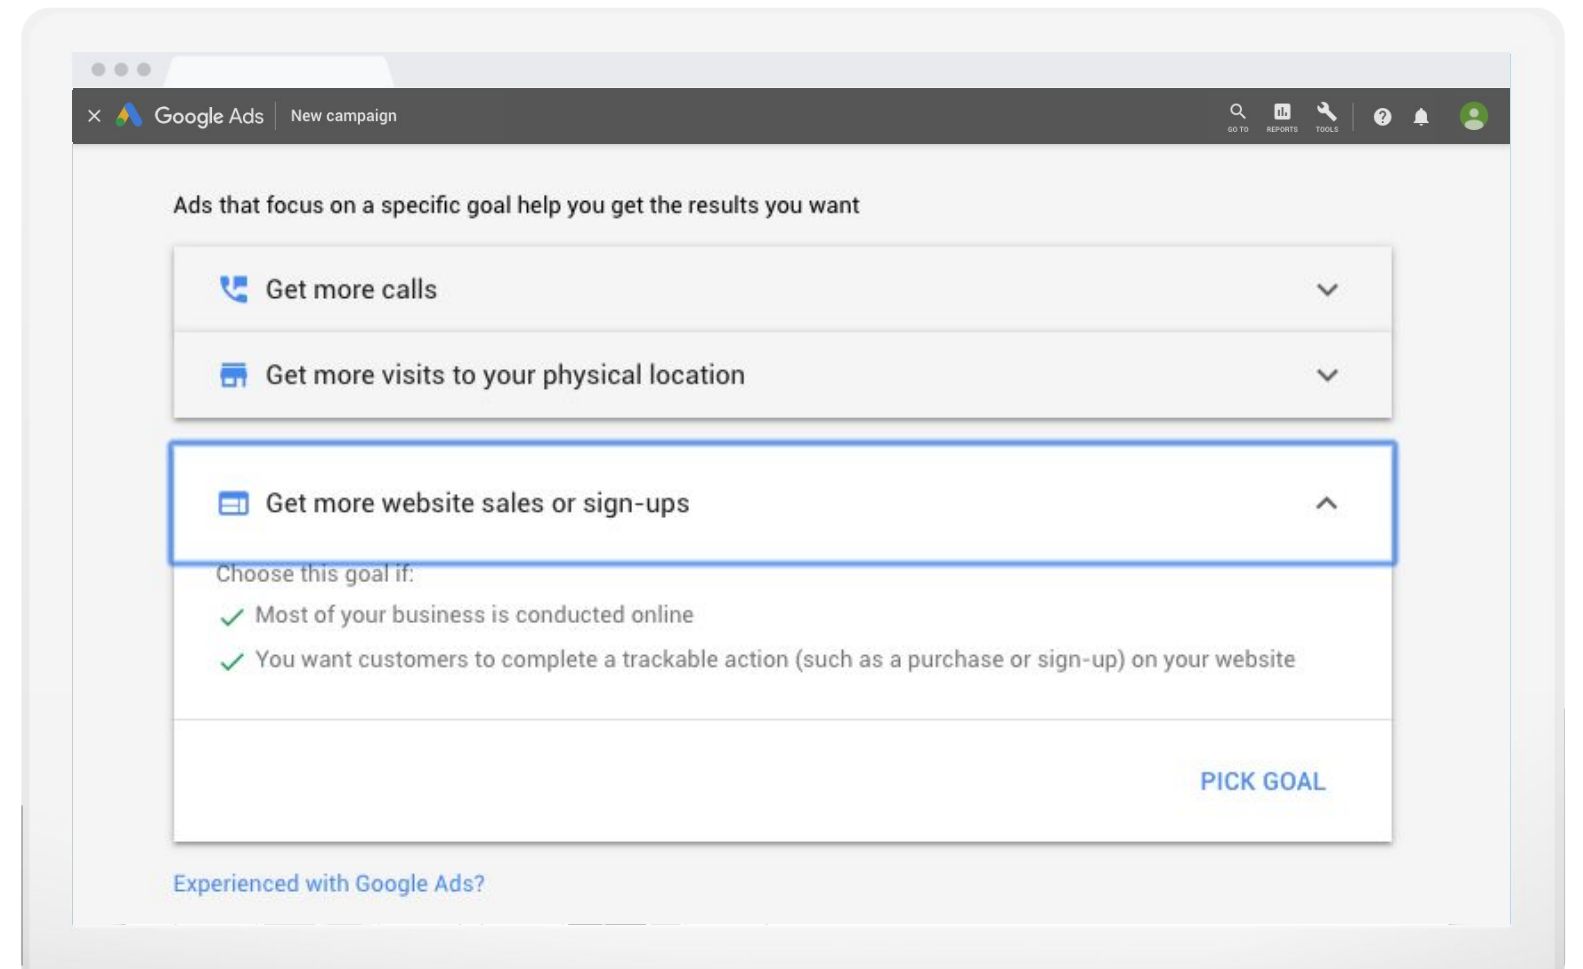 Google Ads New campaign
GO TO REPORTS TOOLS
Ads that focus on a specific goal help you get the results you want
Get more calls
Get more visits to your physical location
Get more website sales or sign-ups
Choose this goal if:
Most of your business is conducted online
You want customers to complete a trackable action (such as a purchase or sign-up) on your website
PICK GOAL
Experienced with Google Ads?